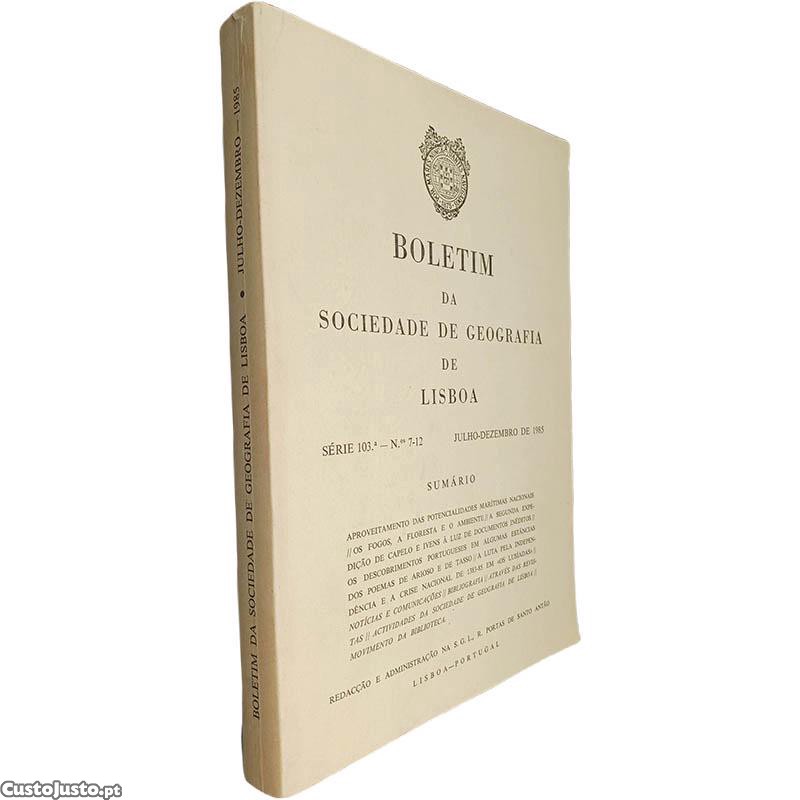 BOLETIM DA SOCIEDADE DE GEOGRAFIA DE LISBOA • JULHO-DEZEMBRO — 1985
BOLETIM
DA
SOCIEDADE DE GEOGRAFIA
DE
LISBOA
SÉRIE 103.ª — N.ºs 7-12 JULHO-DEZEMBRO DE 1985
SUMÁRIO
APROVEITAMENTO DAS POTENCIALIDADES MARÍTIMAS NACIONAIS
// OS FOGOS, A FLORESTA E O AMBIENTE // A SEGUNDA EXPE-
DIÇÃO DE CAPELO E IVENS À LUZ DE DOCUMENTOS INÉDITOS //
OS DESCOBRIMENTOS PORTUGUESES EM ALGUMAS ESTÂNCIAS
DOS POEMAS DE ARIOSO E DE TASSO // A LUTA PELA INDEPEN-
DÊNCIA E A CRISE NACIONAL DE 1383-85 EM «OS LUSÍADAS» //
NOTÍCIAS E COMUNICAÇÕES // BIBLIOGRAFIA // ATRAVÉS DAS REVIS-
TAS // ACTIVIDADES DA SOCIEDADE DE GEOGRAFIA DE LISBOA //
MOVIMENTO DA BIBLIOTECA.
REDACÇÃO E ADMINISTRAÇÃO NA S. G. L., R. PORTAS DE SANTO ANTÃO
LISBOA—PORTUGAL
CustoJusto.pt